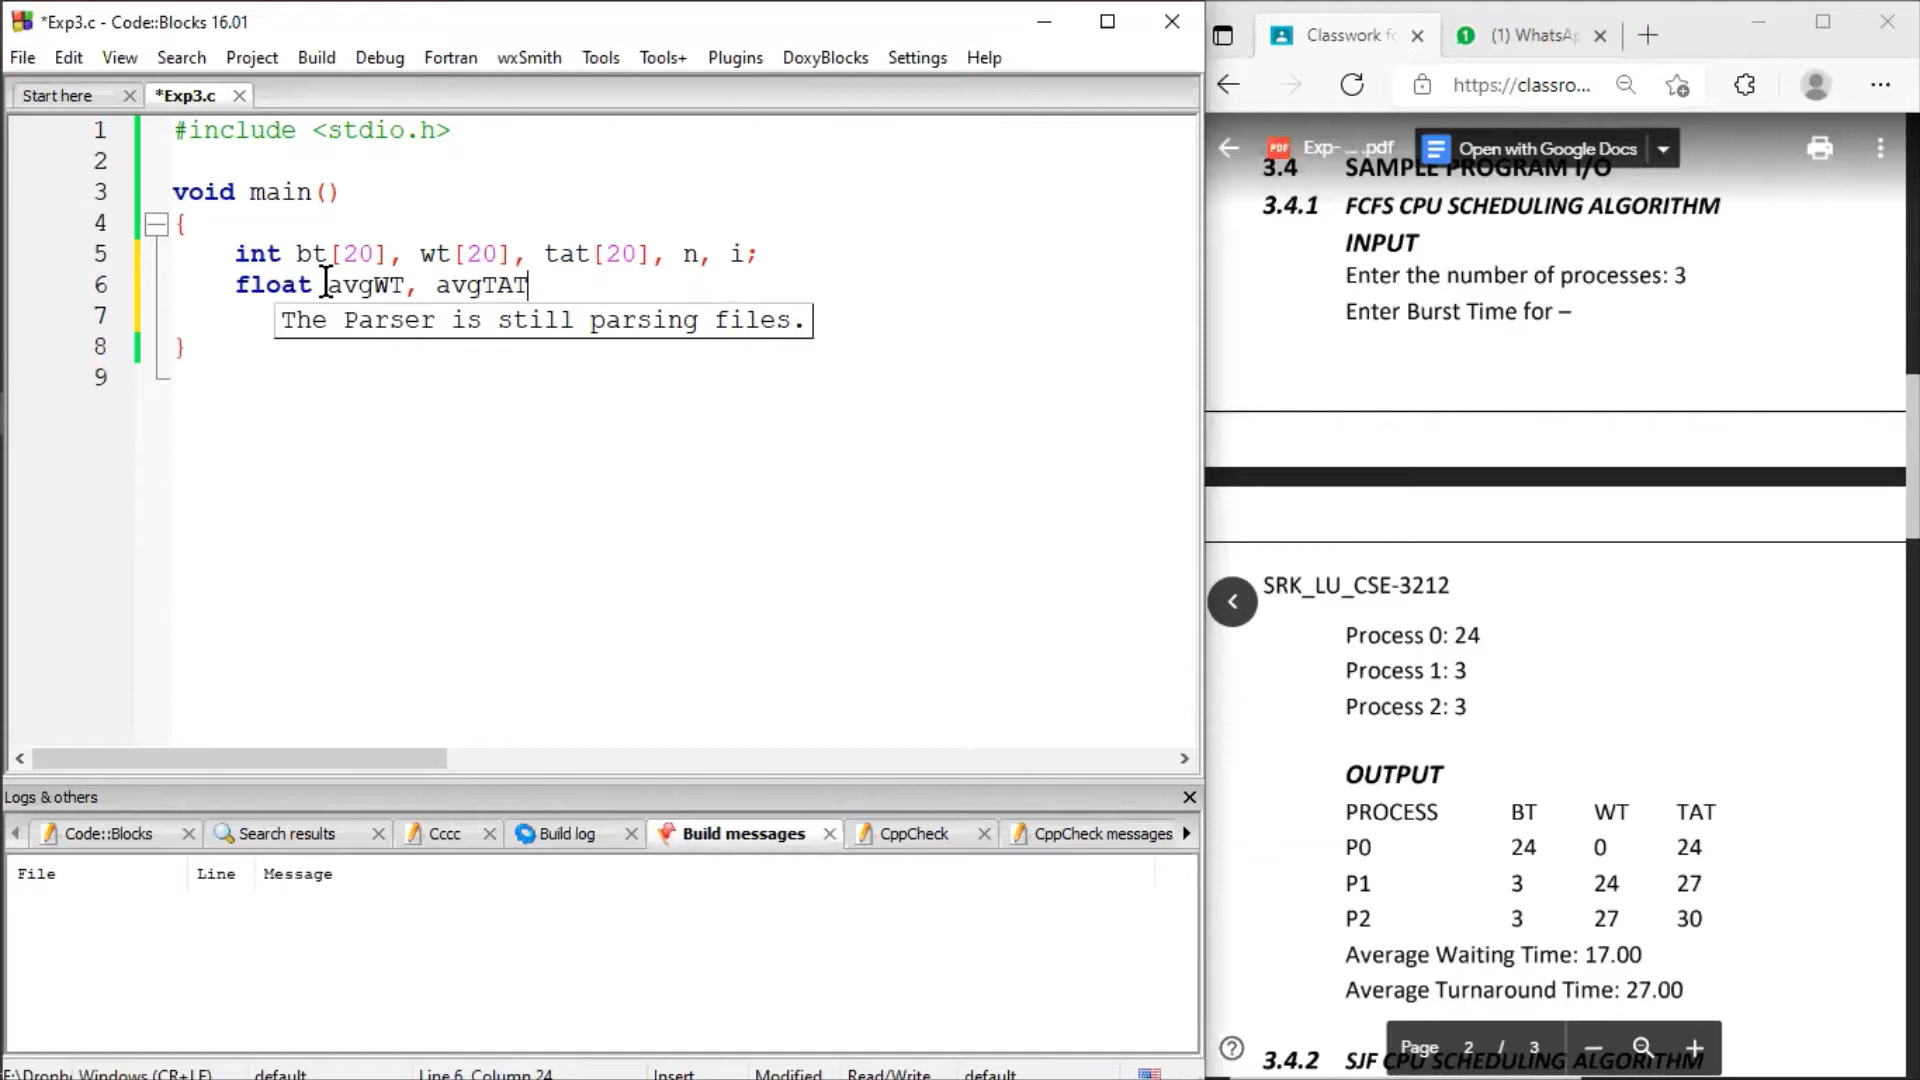 *Exp3.c - Code::Blocks 16.01
File Edit View Search Project Build Debug Fortran wxSmith Tools Tools+ Plugins DoxyBlocks Settings Help
Start here *Exp3.c
1 #include <stdio.h>
2
3 void main()
4 {
5 int bt[20], wt[20], tat[20], n, i;
6 float avgWT, avgTAT
7 The Parser is still parsing files.
8 }
9
Logs & others
Code::Blocks Search results Cccc Build log Build messages CppCheck CppCheck messages
File Line Message
Windows (CR+LF) default Line 6, Column 24 Insert Modified Read/Write default
Classwork fo (1) WhatsAp
https://classro...
PDF Exp- ... .pdf Open with Google Docs
3.4 SAMPLE PROGRAM I/O
3.4.1 FCFS CPU SCHEDULING ALGORITHM
INPUT
Enter the number of processes: 3
Enter Burst Time for –
SRK_LU_CSE-3212
Process 0: 24
Process 1: 3
Process 2: 3
OUTPUT
PROCESS BT WT TAT
P0 24 0 24
P1 3 24 27
P2 3 27 30
Average Waiting Time: 17.00
Average Turnaround Time: 27.00
Page 2 / 3
3.4.2 SJF CPU SCHEDULING ALGORITHM